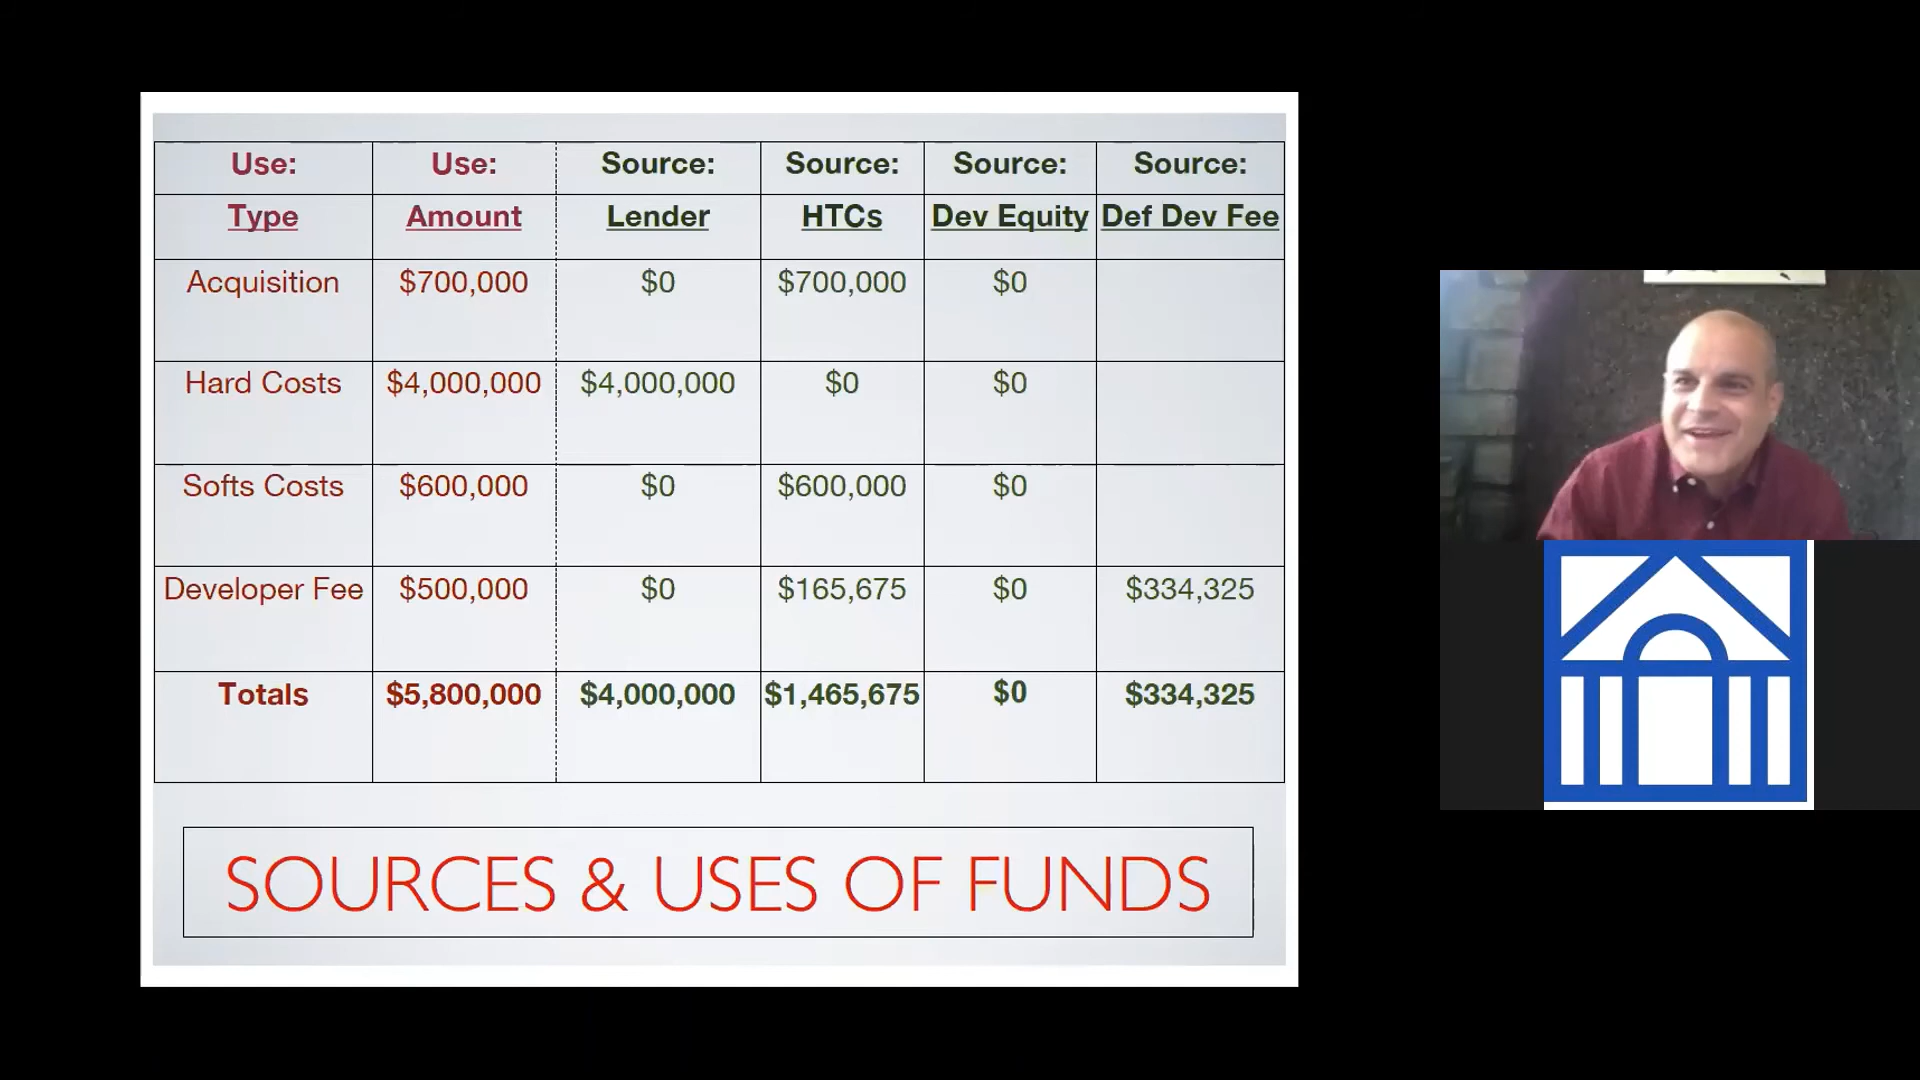 Use: Use: Source: Source: Source: Source:
Type Amount Lender HTCs Dev Equity Def Dev Fee
Acquisition $700,000 $0 $700,000 $0
Hard Costs $4,000,000 $4,000,000 $0 $0
Softs Costs $600,000 $0 $600,000 $0
Developer Fee $500,000 $0 $165,675 $0 $334,325
Totals $5,800,000 $4,000,000 $1,465,675 $0 $334,325
SOURCES & USES OF FUNDS